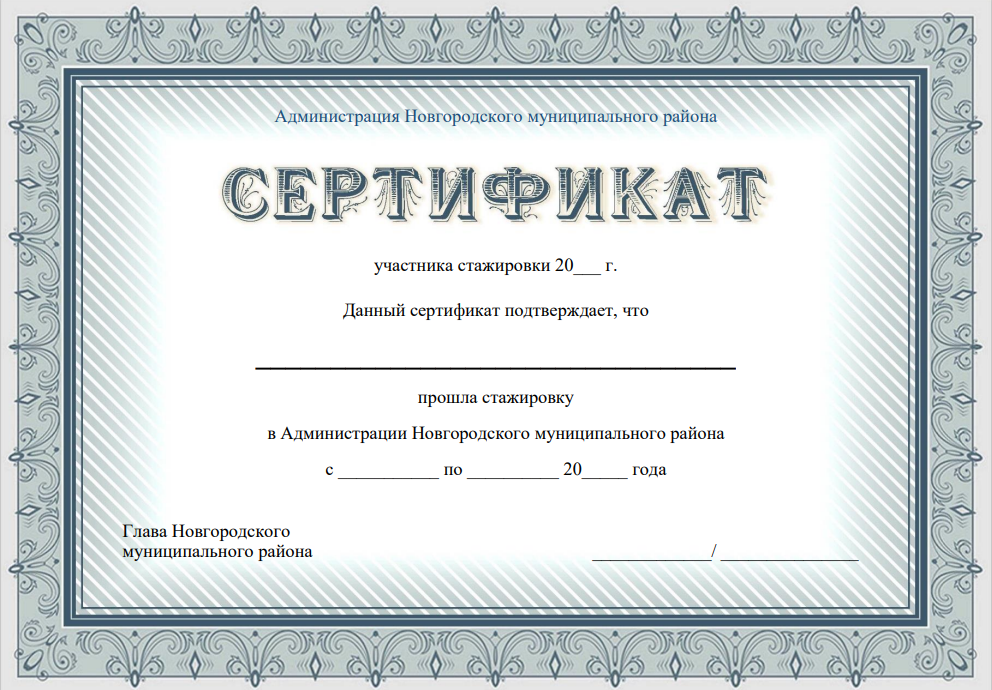 Администрация Новгородского муниципального района
СЕРТИФИКАТ
участника стажировки 20___ г.
Данный сертификат подтверждает, что
прошла стажировку
в Администрации Новгородского муниципального района
с ___________ по __________ 20_____ года
Глава Новгородского
муниципального района
_____________/ _______________